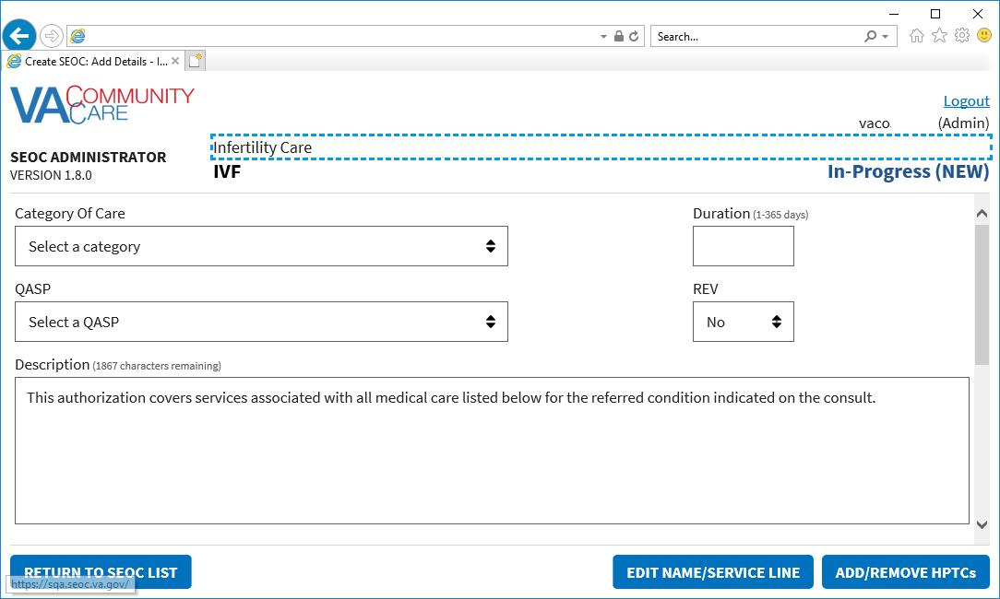 Search...
Create SEOC: Add Details - I...
VA COMMUNITY CARE
Logout
vaco (Admin)
Infertility Care
SEOC ADMINISTRATOR
VERSION 1.8.0
IVF
In-Progress (NEW)
Category Of Care
Duration (1-365 days)
Select a category
QASP
REV
Select a QASP
No
Description (1867 characters remaining)
This authorization covers services associated with all medical care listed below for the referred condition indicated on the consult.
RETURN TO SEOC LIST
EDIT NAME/SERVICE LINE
ADD/REMOVE HPTCs
https://sqa.seoc.va.gov/